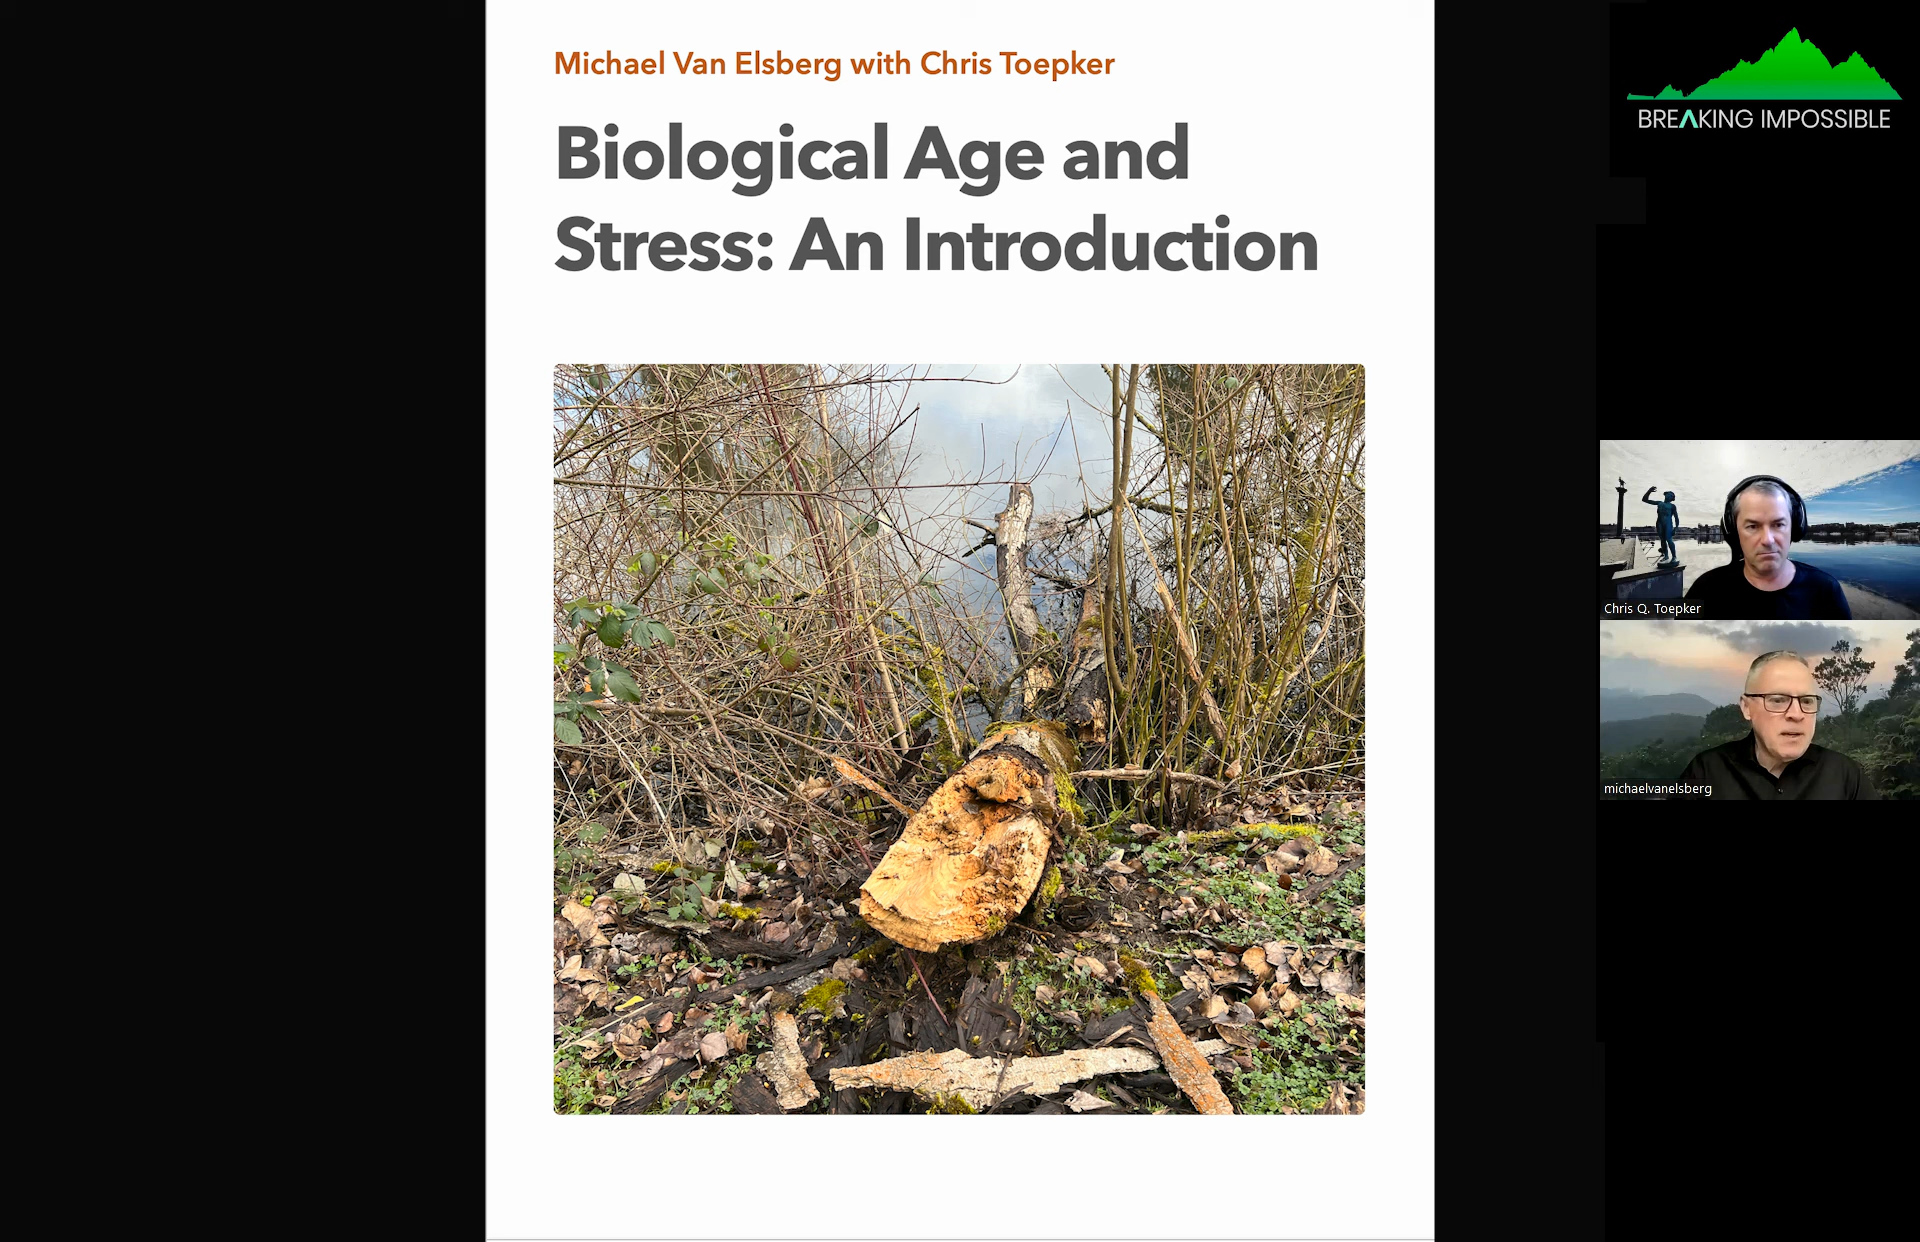 Michael Van Elsberg with Chris Toepker
Biological Age and
Stress: An Introduction
BREAKING IMPOSSIBLE
Chris Q. Toepker
michaelvanelsberg